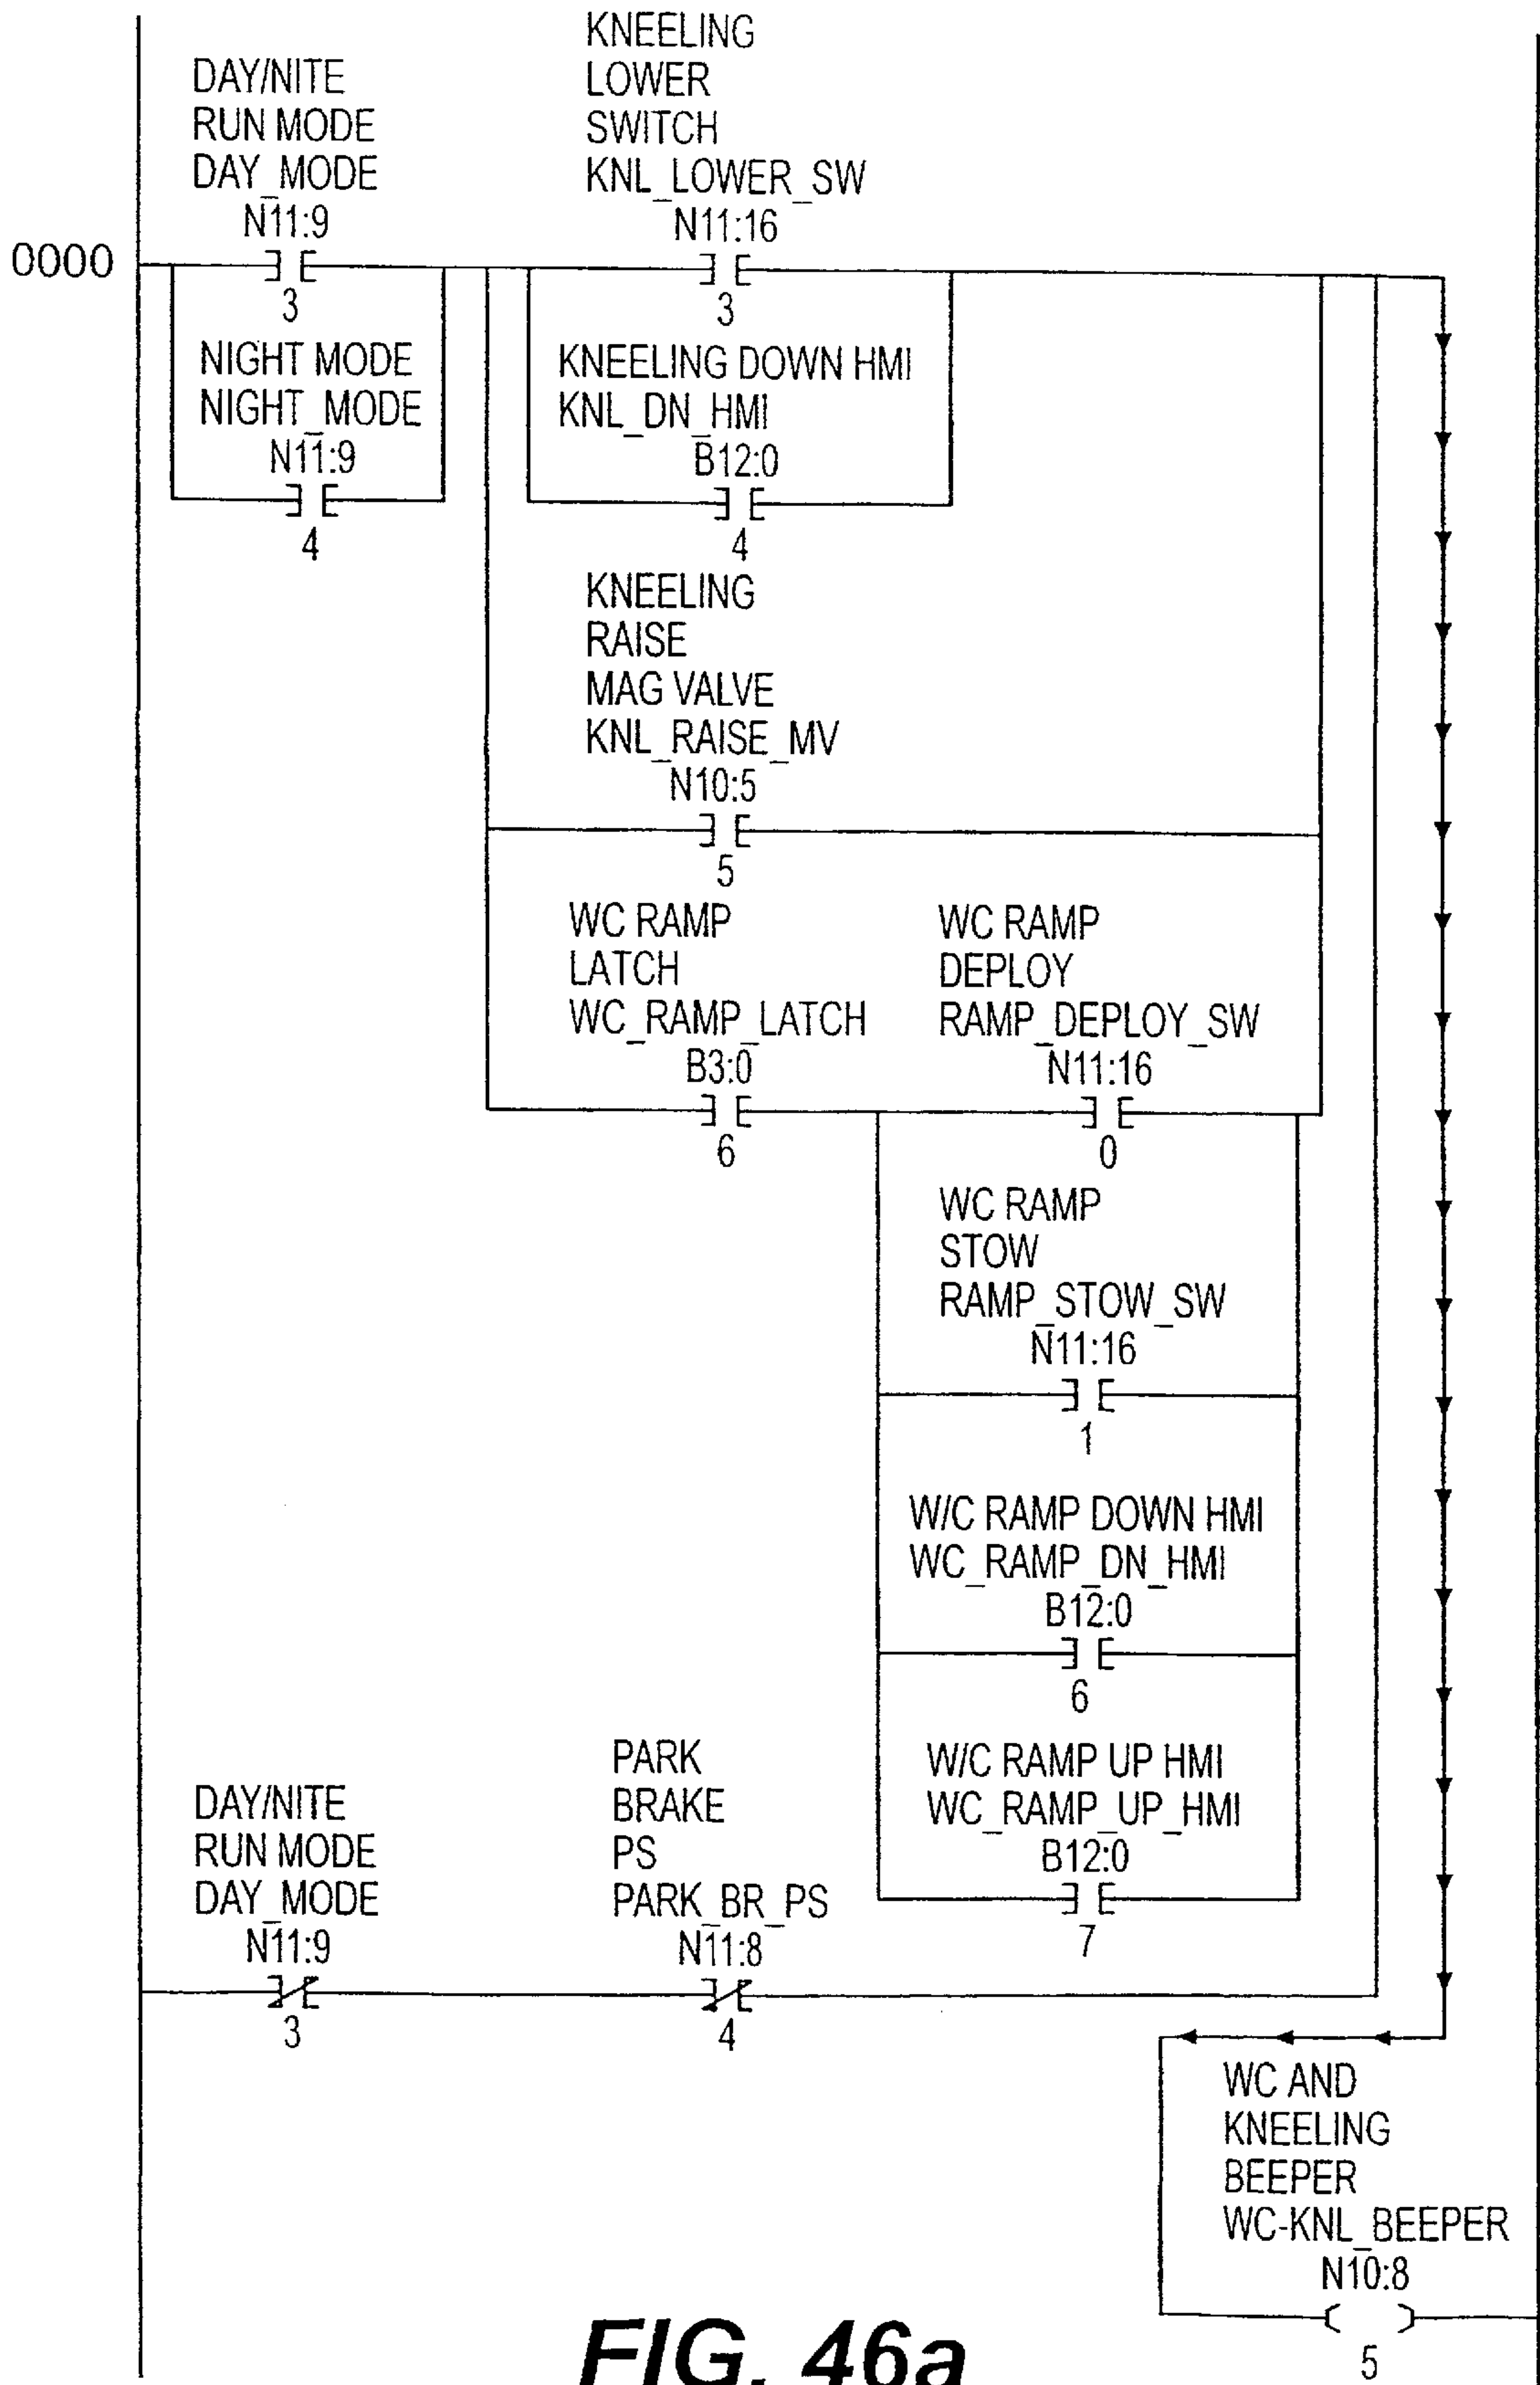 KNEELING
LOWER
SWITCH
KNL_LOWER_SW
N11:16
DAY/NITE
RUN MODE
DAY_MODE
N11:9
0000
3
3
NIGHT MODE
NIGHT_MODE
N11:9
4
KNEELING DOWN HMI
KNL_DN_HMI
B12:0
4
KNEELING
RAISE
MAG VALVE
KNL_RAISE_MV
N10:5
5
WC RAMP
LATCH
WC_RAMP_LATCH
B3:0
6
WC RAMP
DEPLOY
RAMP_DEPLOY_SW
N11:16
0
WC RAMP
STOW
RAMP_STOW_SW
N11:16
1
W/C RAMP DOWN HMI
WC_RAMP_DN_HMI
B12:0
6
W/C RAMP UP HMI
WC_RAMP_UP_HMI
B12:0
7
DAY/NITE
RUN MODE
DAY_MODE
N11:9
3
PARK
BRAKE
PS
PARK_BR_PS
N11:8
4
WC AND
KNEELING
BEEPER
WC-KNL_BEEPER
N10:8
5
FIG. 46a